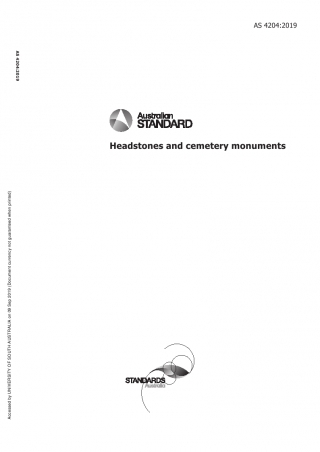 AS 4204:2019
AS 4204:2019
Australian
STANDARD
Headstones and cemetery monuments
Accessed by UNIVERSITY OF SOUTH AUSTRALIA on 06 Sep 2019 (Document currency not guaranteed when printed)
STANDARDS
Australia